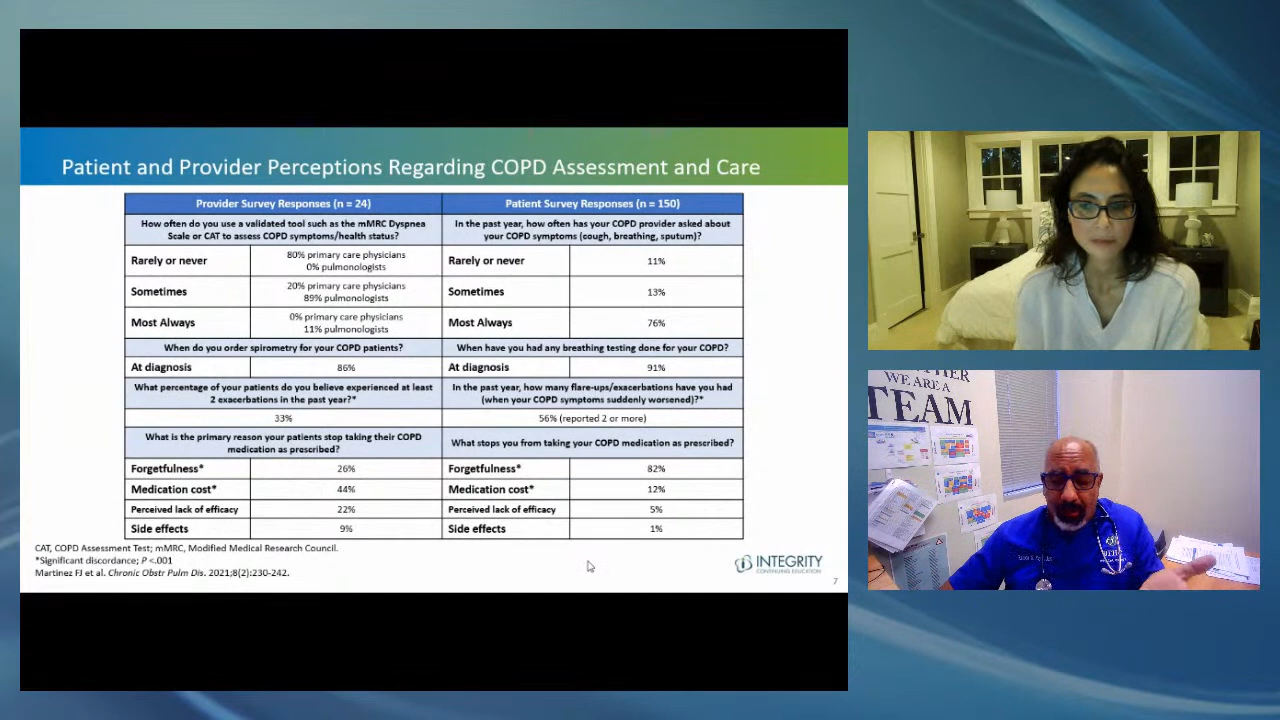 Patient and Provider Perceptions Regarding COPD Assessment and Care
Provider Survey Responses (n = 24)
Patient Survey Responses (n = 150)
How often do you use a validated tool such as the mMRC Dyspnea
Scale or CAT to assess COPD symptoms/health status?
In the past year, how often has your COPD provider asked about
your COPD symptoms (cough, breathing, sputum)?
Rarely or never
80% primary care physicians
0% pulmonologists
Rarely or never
11%
Sometimes
20% primary care physicians
89% pulmonologists
Sometimes
13%
Most Always
0% primary care physicians
11% pulmonologists
Most Always
76%
When do you order spirometry for your COPD patients?
When have you had any breathing testing done for your COPD?
At diagnosis
86%
At diagnosis
91%
What percentage of your patients do you believe experienced at least
2 exacerbations in the past year?*
In the past year, how many flare-ups/exacerbations have you had
(when your COPD symptoms suddenly worsened)?*
33%
56% (reported 2 or more)
What is the primary reason your patients stop taking their COPD
medication as prescribed?
What stops you from taking your COPD medication as prescribed?
Forgetfulness*
26%
Forgetfulness*
82%
Medication cost*
44%
Medication cost*
12%
Perceived lack of efficacy
22%
Perceived lack of efficacy
5%
Side effects
9%
Side effects
1%
CAT, COPD Assessment Test; mMRC, Modified Medical Research Council.
*Significant discordance; P <.001
Martinez FJ et al. Chronic Obstr Pulm Dis. 2021;8(2):230-242.
INTEGRITY
CONTINUING EDUCATION
7
WE ARE A
TEAM